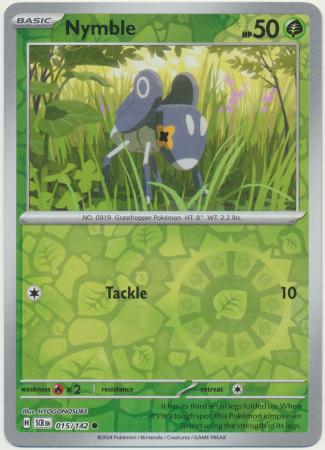 BASIC
Nymble
HP 50
NO. 0919 Grasshopper Pokémon HT: 8" WT: 2.2 lbs.
Tackle 10
weakness ×2 resistance retreat
Illus. HYOGONOSUKE
H SCR EN 015/142
It has its third set of legs folded up. When
it's in a tough spot, this Pokémon jumps over
30 feet using the strength of its legs.
©2024 Pokémon / Nintendo / Creatures / GAME FREAK